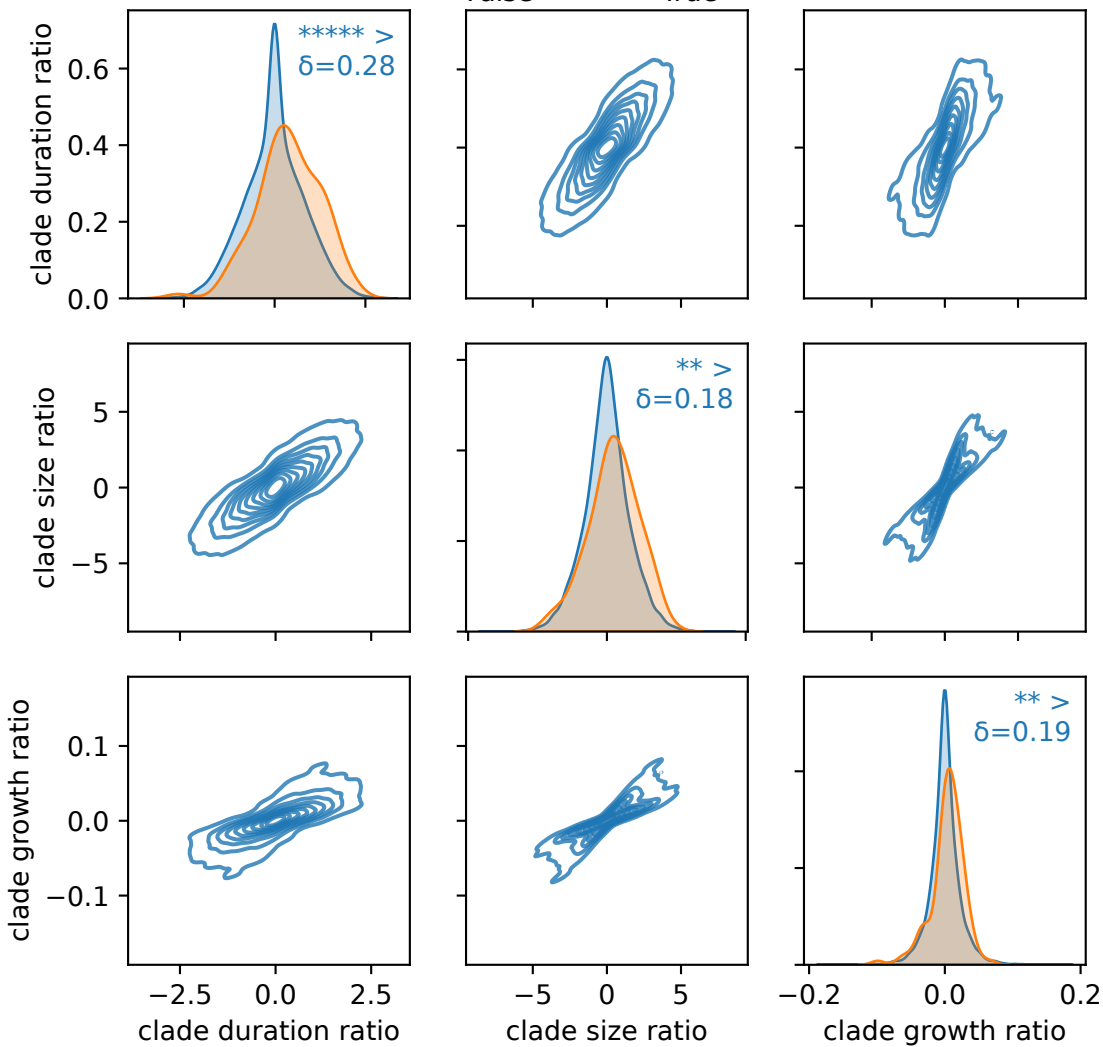 ***** >
δ=0.28
clade duration ratio
0.6
0.4
0.2
0.0
−5 0 5
** >
δ=0.18
clade size ratio
5
0
−5
** >
δ=0.19
clade growth ratio
0.1
0.0
−0.1
−2.5 0.0 2.5
−0.2 0.0 0.2
clade duration ratio
clade size ratio
clade growth ratio